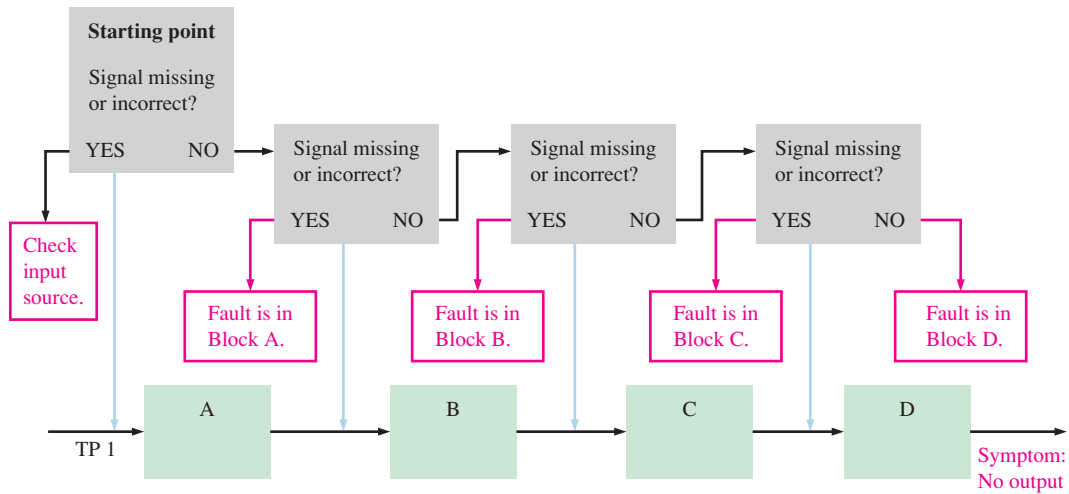 Starting point
Signal missing
or incorrect?
YES NO
Signal missing
or incorrect?
YES NO
Signal missing
or incorrect?
YES NO
Signal missing
or incorrect?
YES NO
Check
input
source.
Fault is in
Block A.
Fault is in
Block B.
Fault is in
Block C.
Fault is in
Block D.
A
B
C
D
TP 1
Symptom:
No output